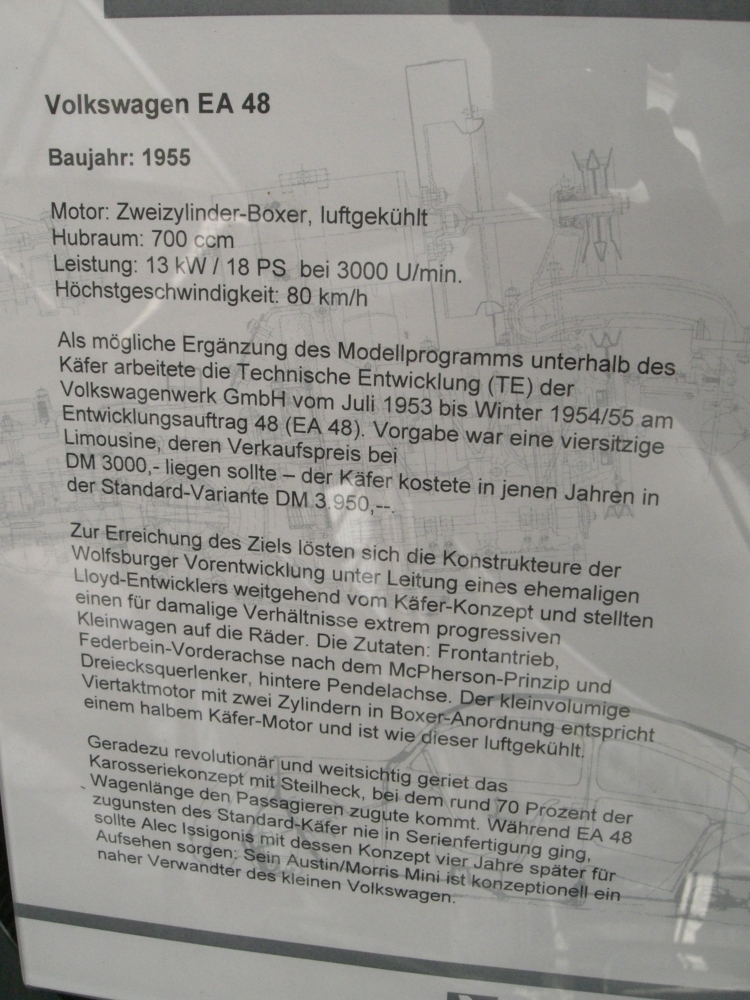 Volkswagen EA 48
Baujahr: 1955
Motor: Zweizylinder-Boxer, luftgekühlt
Hubraum: 700 ccm
Leistung: 13 kW / 18 PS bei 3000 U/min.
Höchstgeschwindigkeit: 80 km/h
Als mögliche Ergänzung des Modellprogramms unterhalb des
Käfer arbeitete die Technische Entwicklung (TE) der
Volkswagenwerk GmbH vom Juli 1953 bis Winter 1954/55 am
Entwicklungsauftrag 48 (EA 48). Vorgabe war eine viersitzige
Limousine, deren Verkaufspreis bei
DM 3000,- liegen sollte – der Käfer kostete in jenen Jahren in
der Standard-Variante DM 3.950,--.
Zur Erreichung des Ziels lösten sich die Konstrukteure der
Wolfsburger Vorentwicklung unter Leitung eines ehemaligen
Lloyd-Entwicklers weitgehend vom Käfer-Konzept und stellten
einen für damalige Verhältnisse extrem progressiven
Kleinwagen auf die Räder. Die Zutaten: Frontantrieb,
Federbein-Vorderachse nach dem McPherson-Prinzip und
Dreiecksquerlenker, hintere Pendelachse. Der kleinvolumige
Viertaktmotor mit zwei Zylindern in Boxer-Anordnung entspricht
einem halbem Käfer-Motor und ist wie dieser luftgekühlt.
Geradezu revolutionär und weitsichtig geriet das
Karosseriekonzept mit Steilheck, bei dem rund 70 Prozent der
Wagenlänge den Passagieren zugute kommt. Während EA 48
zugunsten des Standard-Käfer nie in Serienfertigung ging,
sollte Alec Issigonis mit dessen Konzept vier Jahre später für
Aufsehen sorgen: Sein Austin/Morris Mini ist konzeptionell ein
naher Verwandter des kleinen Volkswagen.